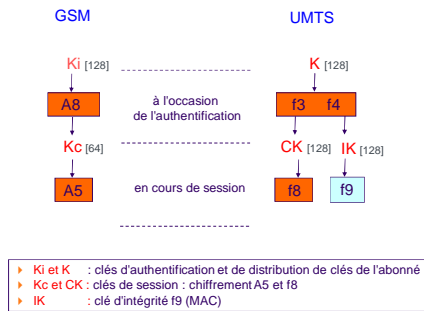 GSM UMTS
Ki [128] K [128]
A8 à l'occasion f3 f4
de l'authentification
Kc [64] CK [128] IK [128]
A5 en cours de session f8 f9
Ki et K : clés d'authentification et de distribution de clés de l'abonné
Kc et CK : clés de session : chiffrement A5 et f8
IK : clé d'intégrité f9 (MAC)